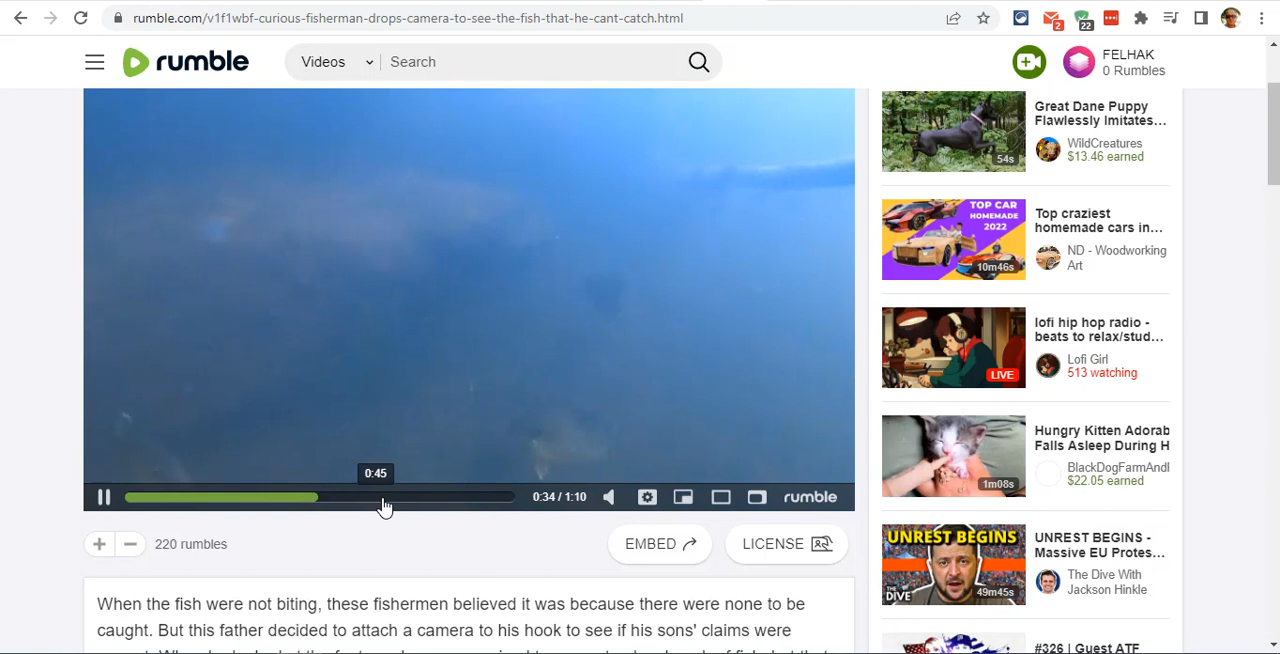 rumble.com/v1f1wbf-curious-fisherman-drops-camera-to-see-the-fish-that-he-cant-catch.html
2
22
rumble
Videos
Search
FELHAK
0 Rumbles
0:45
0:34 / 1:10
rumble
220 rumbles
EMBED
LICENSE
When the fish were not biting, these fishermen believed it was because there were none to be
caught. But this father decided to attach a camera to his hook to see if his sons' claims were
54s
Great Dane Puppy
Flawlessly Imitates...
WildCreatures
$13.46 earned
TOP CAR
HOMEMADE
2022
10m46s
Top craziest
homemade cars in...
ND - Woodworking
Art
LIVE
lofi hip hop radio -
beats to relax/stud...
Lofi Girl
513 watching
1m08s
Hungry Kitten Adorab
Falls Asleep During H
BlackDogFarmAndI
$22.05 earned
UNREST BEGINS
THE
DIVE
49m45s
UNREST BEGINS -
Massive EU Protes...
The Dive With
Jackson Hinkle
#326 | Guest ATF